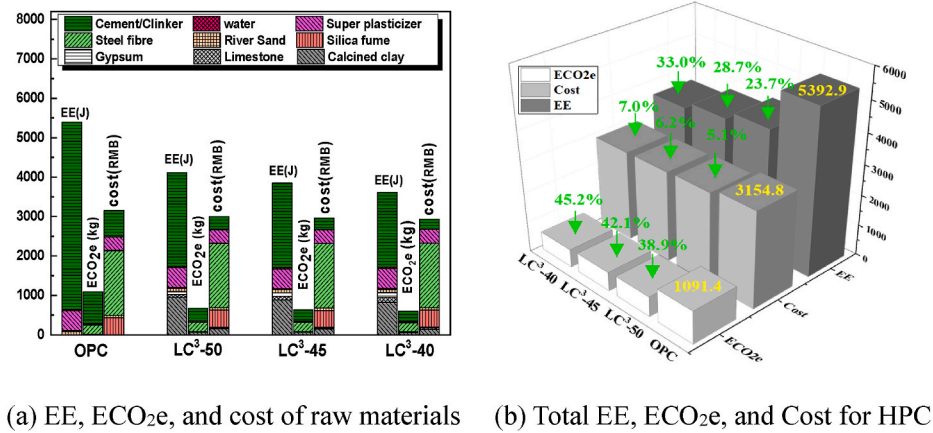 Cement/Clinker water Super plasticizer
Steel fibre River Sand Silica fume
Gypsum Limestone Calcined clay
8000
7000
6000
5000
4000
3000
2000
1000
0
EE(J)
ECO2e (kg)
cost(RMB)
EE(J)
ECO2e (kg)
cost(RMB)
EE(J)
ECO2e (kg)
cost(RMB)
EE(J)
ECO2e (kg)
cost(RMB)
OPC LC³-50 LC³-45 LC³-40
(a) EE, ECO₂e, and cost of raw materials
ECO2e
Cost
EE
33.0%
28.7%
23.7%
5392.9
7.0%
6.2%
5.1%
3154.8
45.2%
42.1%
38.9%
1091.4
6000
5000
4000
3000
2000
1000
0
LC³-40 LC³-45 LC³-50 OPC
ECO2e
Cost
EE
(b) Total EE, ECO₂e, and Cost for HPC